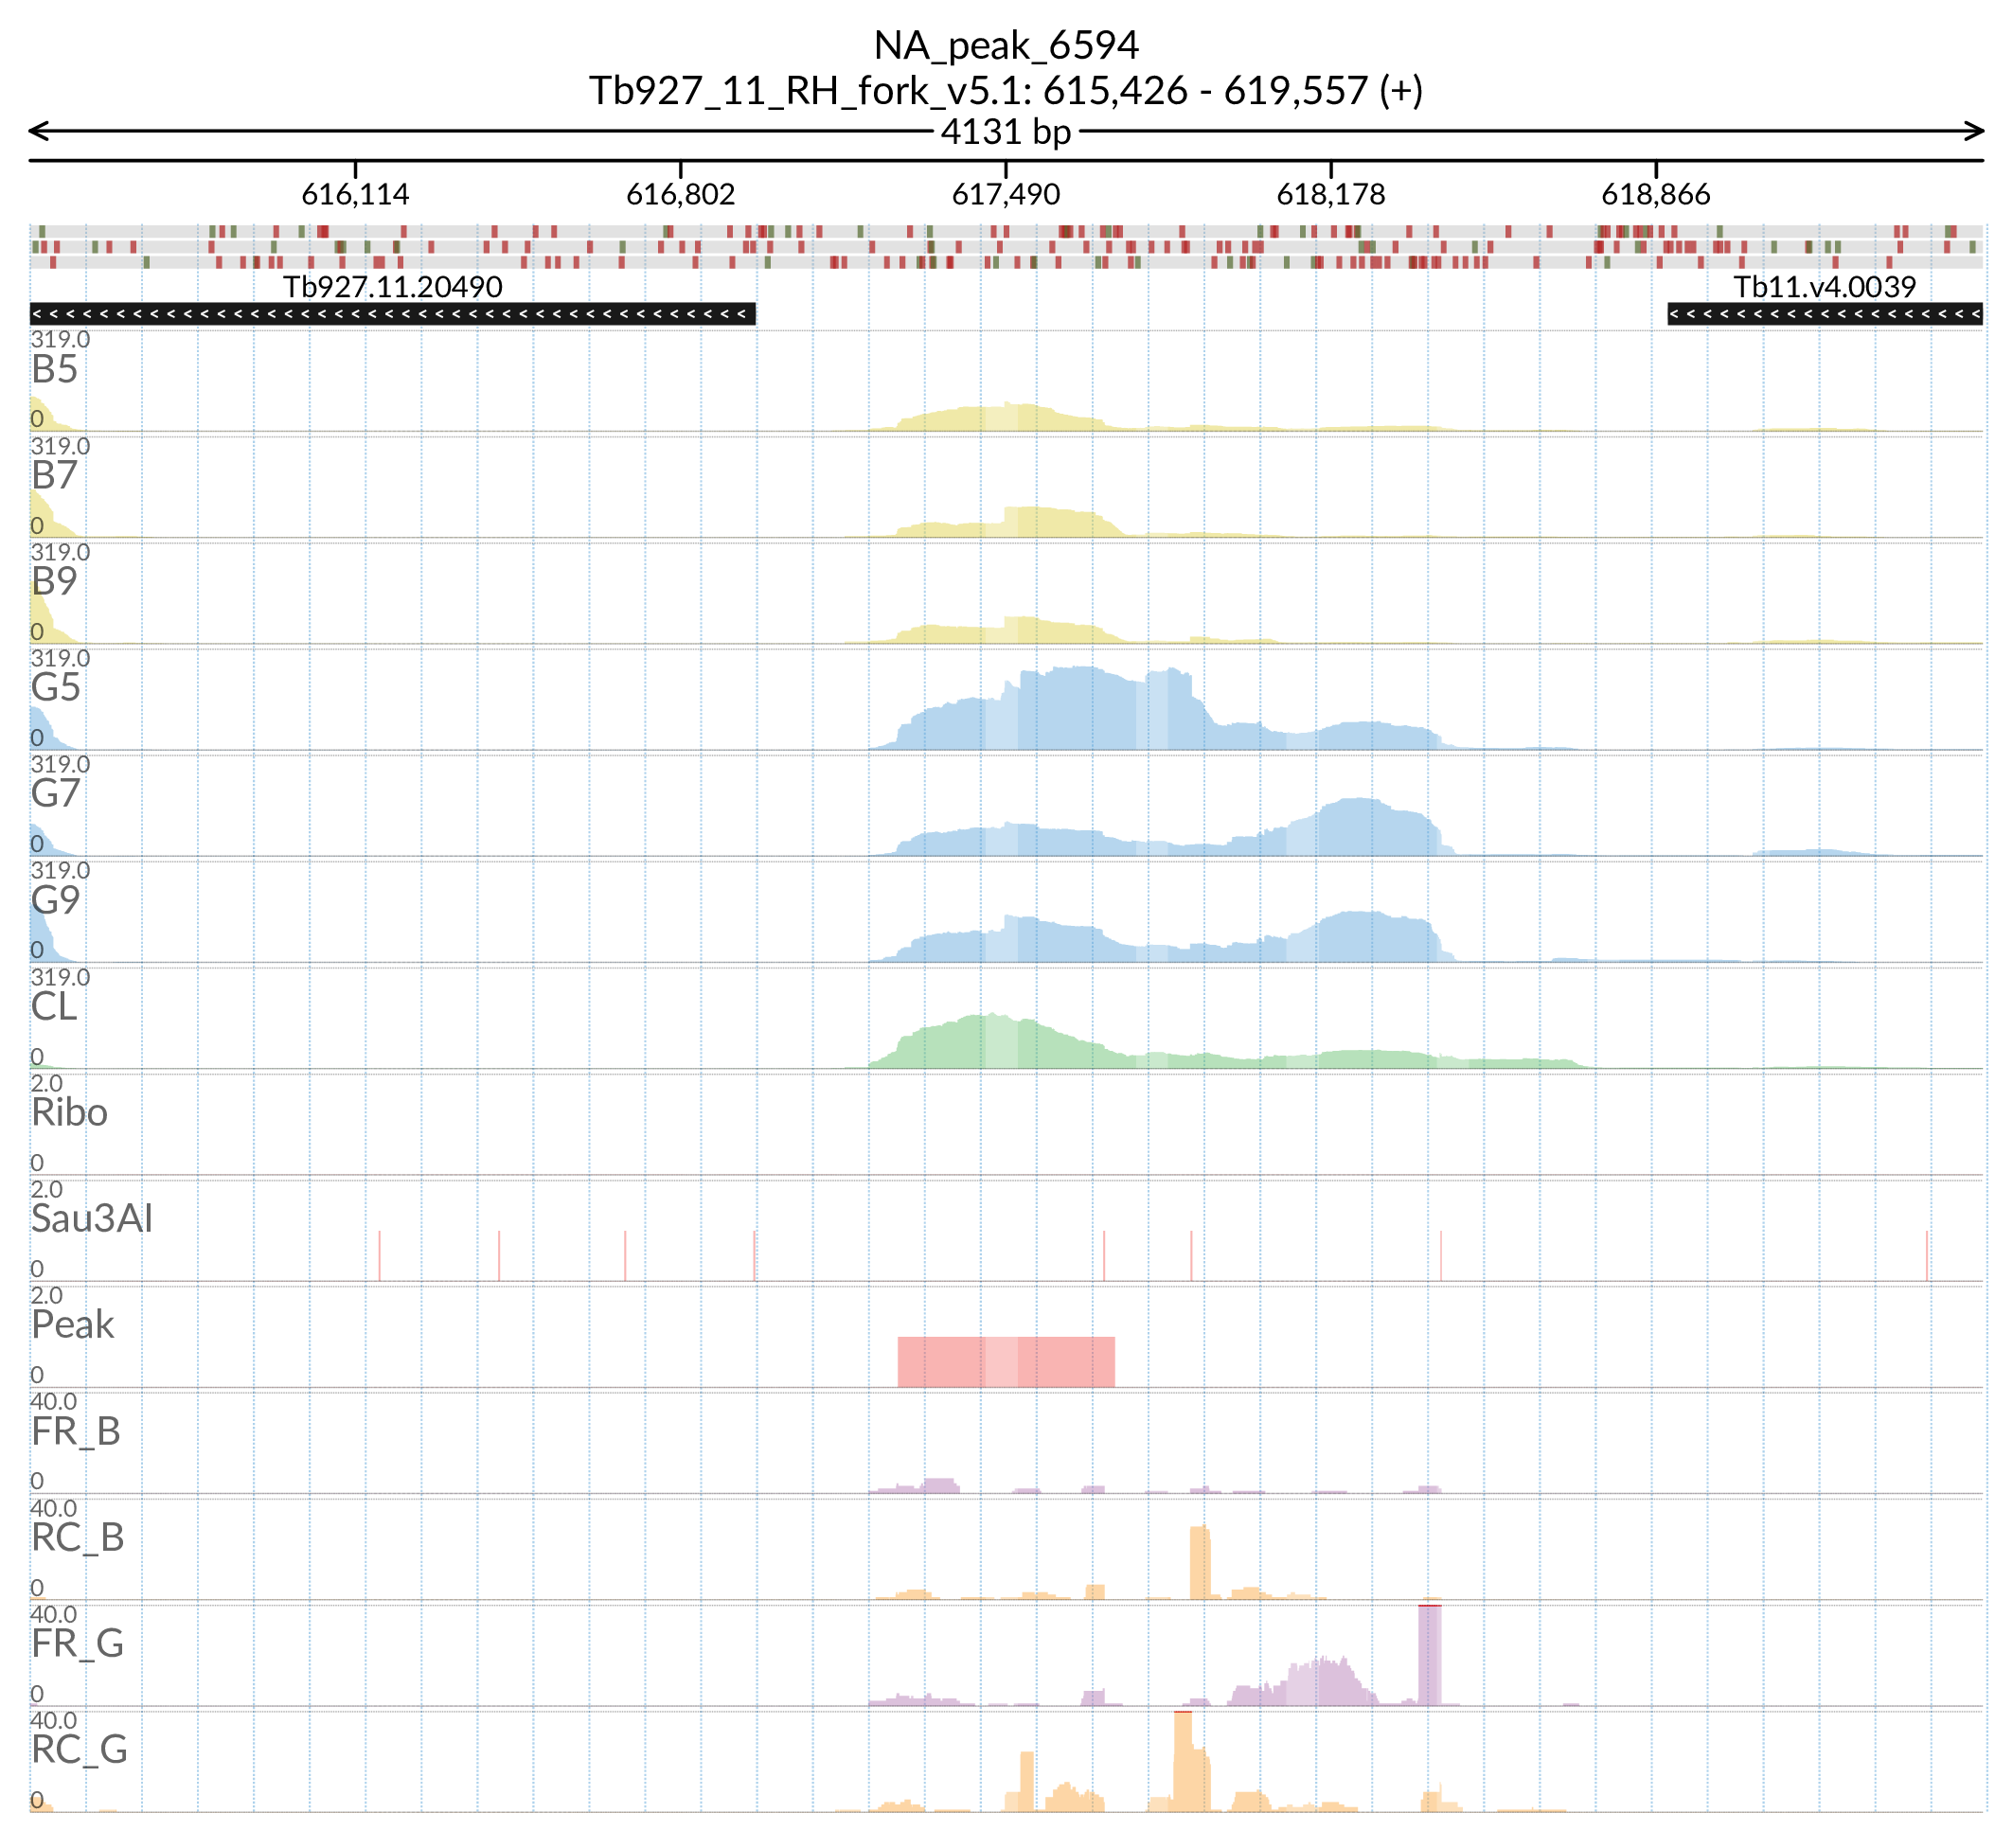 NA_peak_6594
Tb927_11_RH_fork_v5.1: 615,426 - 619,557 (+)
4131 bp
616,114 616,802 617,490 618,178 618,866
Tb927.11.20490 Tb11.v4.0039
319.0
B5
0
319.0
B7
0
319.0
B9
0
319.0
G5
0
319.0
G7
0
319.0
G9
0
319.0
CL
0
2.0
Ribo
0
2.0
Sau3AI
0
2.0
Peak
0
40.0
FR_B
0
40.0
RC_B
0
40.0
FR_G
0
40.0
RC_G
0